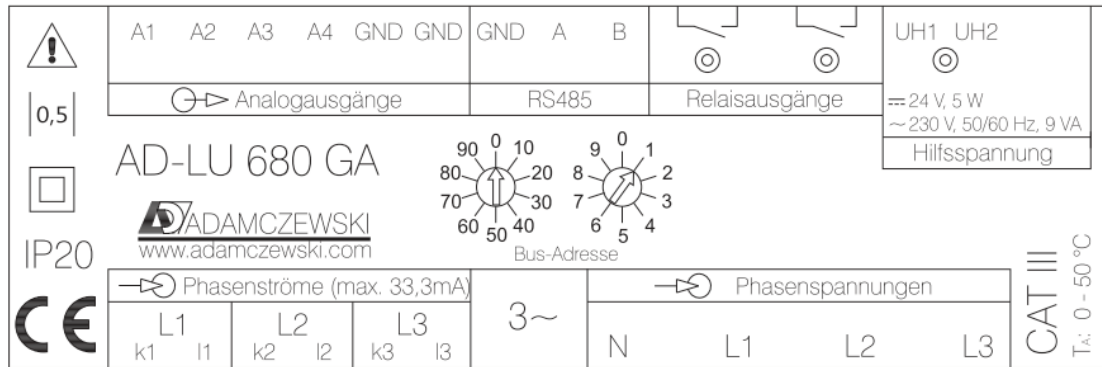 A1 A2 A3 A4 GND GND GND A B UH1 UH2
Analogausgänge RS485 Relaisausgänge
24 V, 5 W
~ 230 V, 50/60 Hz, 9 VA
Hilfsspannung
|0,5|
AD-LU 680 GA
0 10 20 30 40 50 60 70 80 90
0 1 2 3 4 5 6 7 8 9
Bus-Adresse
AD ADAMCZEWSKI
www.adamczewski.com
IP20
CE
Phasenströme (max. 33,3mA)
L1 L2 L3
k1 l1 k2 l2 k3 l3
3~
Phasenspannungen
N L1 L2 L3
CAT III
TA: 0 - 50 °C